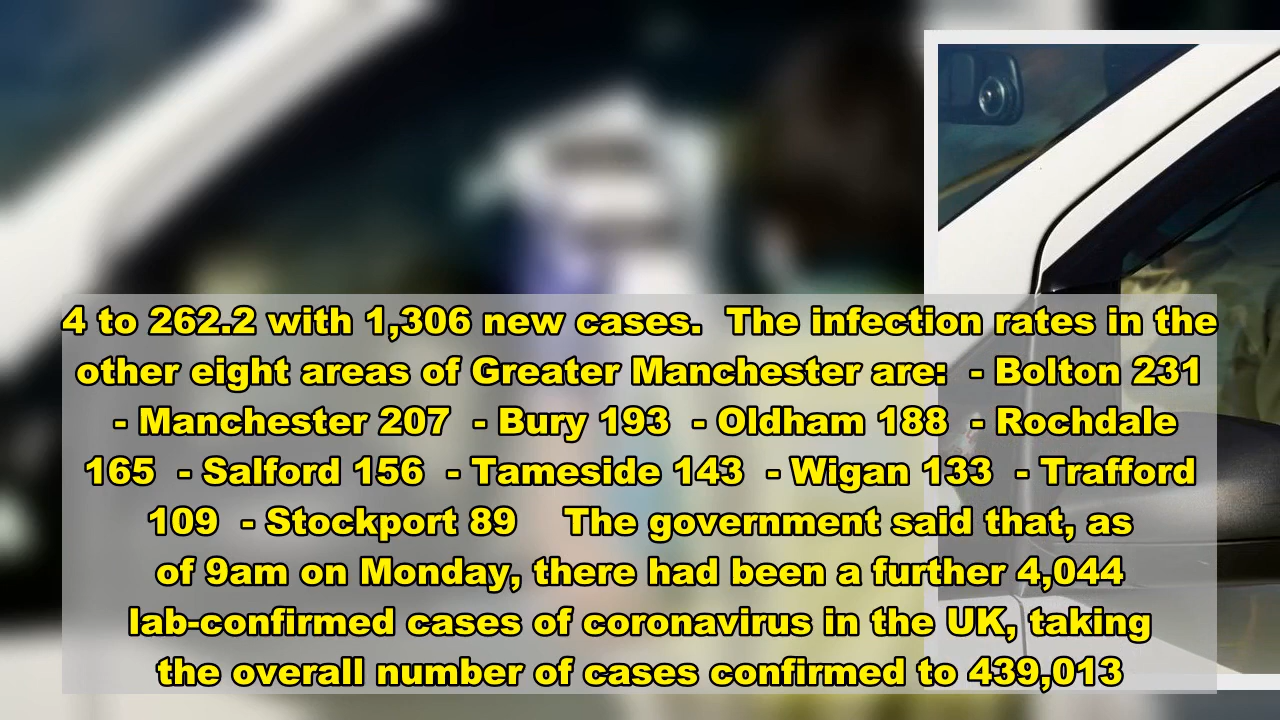 4 to 262.2 with 1,306 new cases.  The infection rates in the
other eight areas of Greater Manchester are:  - Bolton 231
- Manchester 207  - Bury 193  - Oldham 188  - Rochdale
165  - Salford 156  - Tameside 143  - Wigan 133  - Trafford
109  - Stockport 89    The government said that, as
of 9am on Monday, there had been a further 4,044
lab-confirmed cases of coronavirus in the UK, taking
the overall number of cases confirmed to 439,013